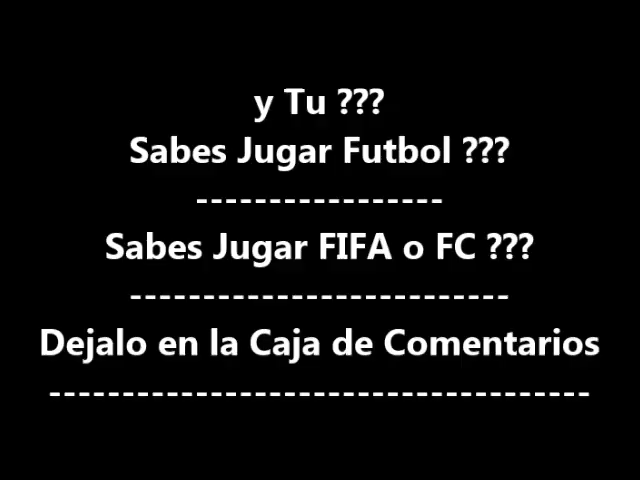 y Tu ???
Sabes Jugar Futbol ???
-----------------
Sabes Jugar FIFA o FC ???
--------------------------
Dejalo en la Caja de Comentarios
-------------------------------------